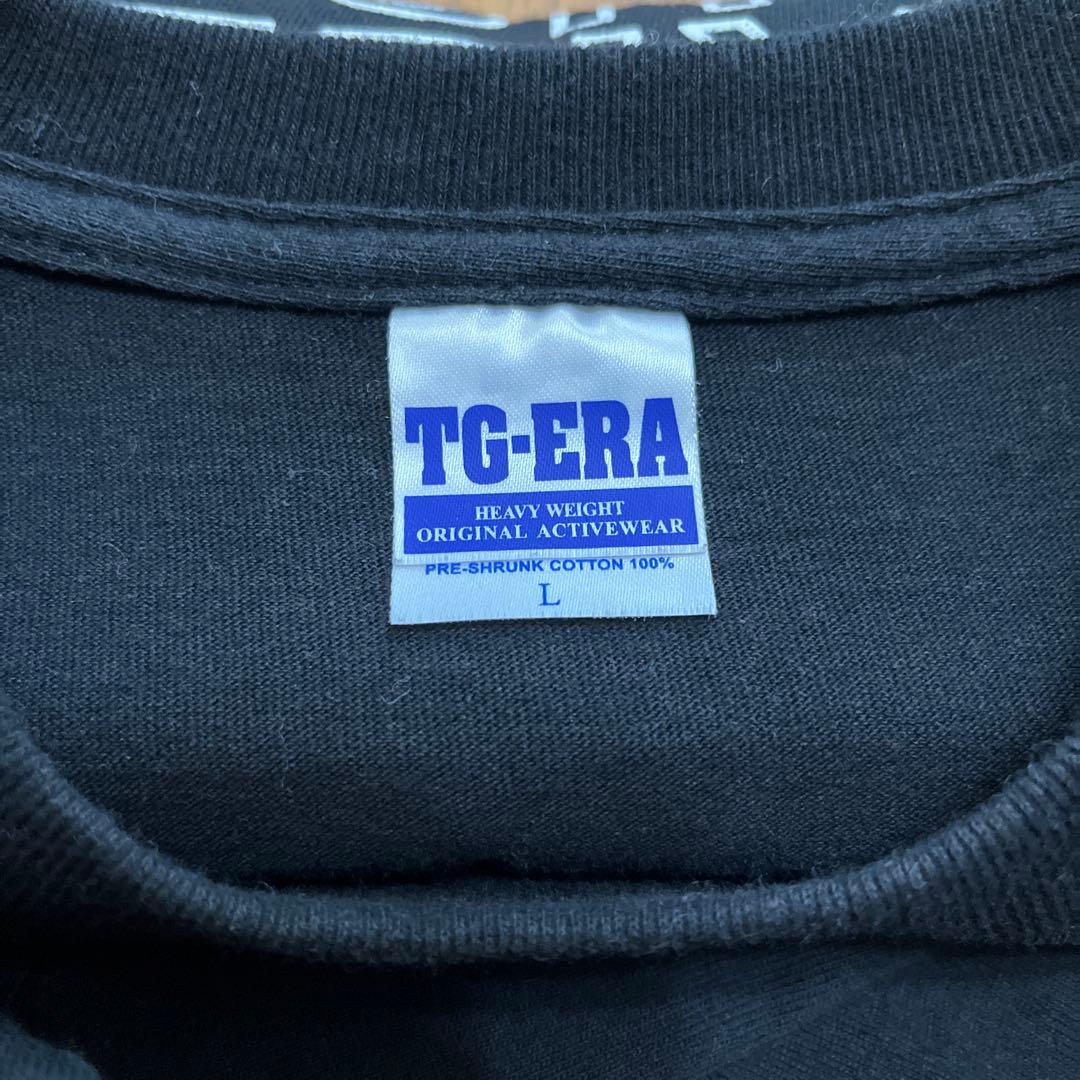 TG-ERA
HEAVY WEIGHT
ORIGINAL ACTIVEWEAR
PRE-SHRUNK COTTON 100%
L